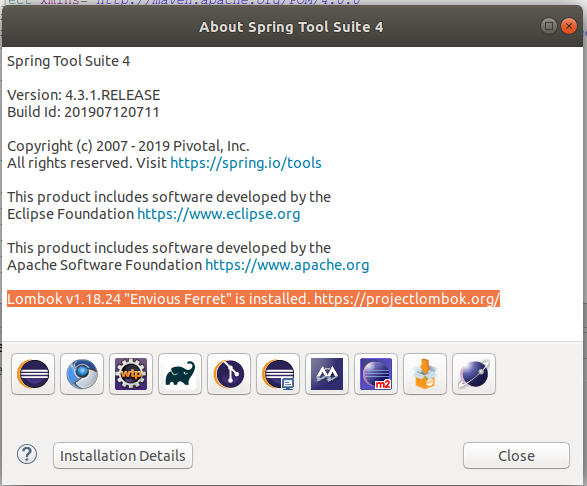 ject xmlns="http://maven.apache.org/POM/4.0.0"
About Spring Tool Suite 4
Spring Tool Suite 4
Version: 4.3.1.RELEASE
Build Id: 201907120711
Copyright (c) 2007 - 2019 Pivotal, Inc.
All rights reserved. Visit https://spring.io/tools
This product includes software developed by the
Eclipse Foundation https://www.eclipse.org
This product includes software developed by the
Apache Software Foundation https://www.apache.org
Lombok v1.18.24 "Envious Ferret" is installed. https://projectlombok.org/
wtp
m2
?
Installation Details
Close